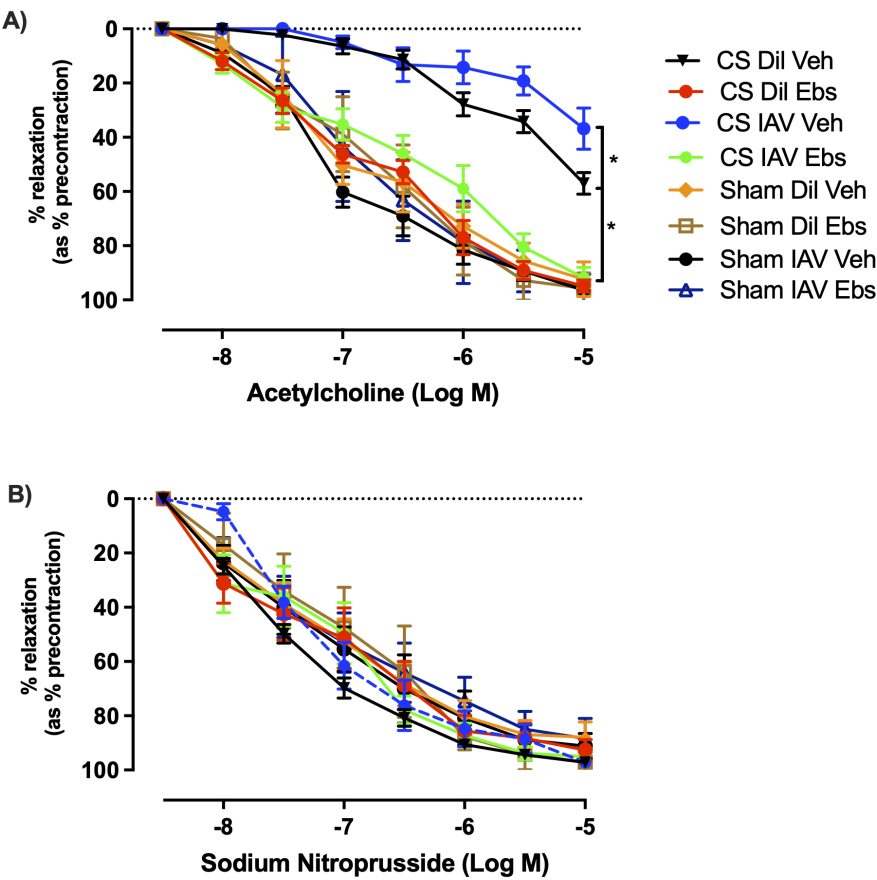 A)
0
20
40
60
80
100
% relaxation
(as % precontraction)
-8
-7
-6
-5
Acetylcholine (Log M)
*
*
CS Dil Veh
CS Dil Ebs
CS IAV Veh
CS IAV Ebs
Sham Dil Veh
Sham Dil Ebs
Sham IAV Veh
Sham IAV Ebs
B)
0
20
40
60
80
100
% relaxation
(as % precontraction)
-8
-7
-6
-5
Sodium Nitroprusside (Log M)